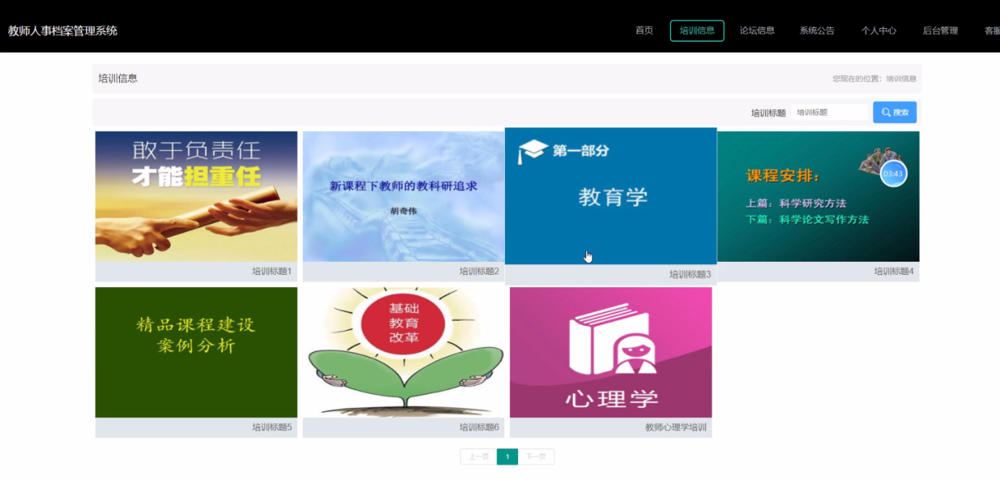 教师人事档案管理系统
首页 培训信息 论坛信息 系统公告 个人中心 后台管理 客服
培训信息
您现在的位置：培训信息
培训标题 培训标题 搜索
敢于负责任
才能担重任
培训标题1
新课程下教师的教科研追求
胡奇伟
培训标题2
第一部分
教育学
培训标题3
课程安排：
03:43
上篇：科学研究方法
下篇：科学论文写作方法
培训标题4
精品课程建设
案例分析
培训标题5
基础
教育
改革
培训标题6
心理学
教师心理学培训
上一页 1 下一页